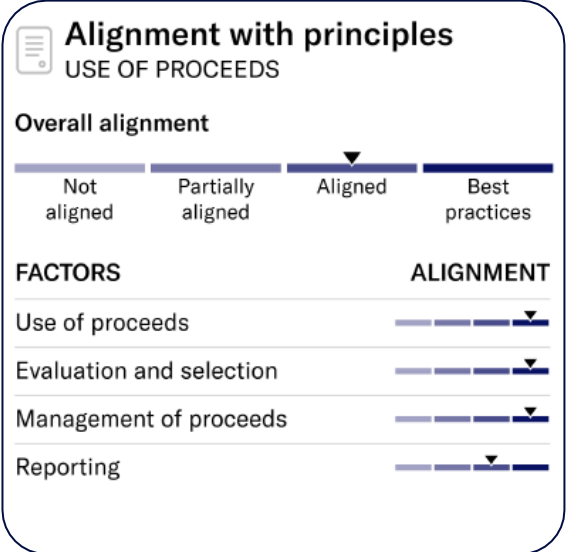 Alignment with principles
USE OF PROCEEDS
Overall alignment
Not aligned
Partially aligned
Aligned
Best practices
FACTORS ALIGNMENT
Use of proceeds
Evaluation and selection
Management of proceeds
Reporting